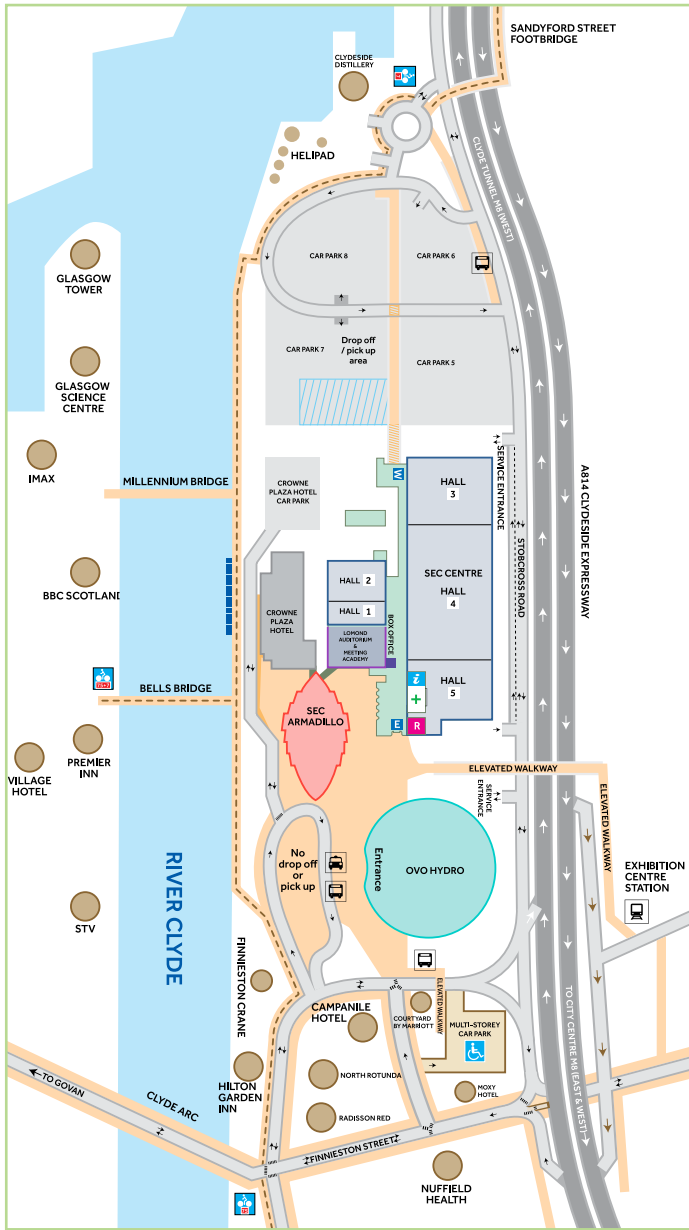 SANDYFORD STREET
FOOTBRIDGE
CLYDESIDE
DISTILLERY
HELIPAD
CLYDE TUNNEL M8 (WEST)
CAR PARK 8
CAR PARK 6
GLASGOW
TOWER
CAR PARK 7
Drop off
/ pick up
area
CAR PARK 5
GLASGOW
SCIENCE
CENTRE
IMAX
MILLENNIUM BRIDGE
CROWNE
PLAZA HOTEL
CAR PARK
W
HALL
3
SERVICE ENTRANCE
A814 CLYDESIDE EXPRESSWAY
STOBCROSS ROAD
BBC SCOTLAND
HALL 2
HALL 1
SEC CENTRE
HALL
4
CROWNE
PLAZA
HOTEL
LOMOND
AUDITORIUM
&
MEETING
ACADEMY
BOX OFFICE
BELLS BRIDGE
i
HALL
5
SEC
ARMADILLO
E
R
PREMIER
INN
VILLAGE
HOTEL
ELEVATED WALKWAY
ELEVATED WALKWAY
SERVICE
ENTRANCE
RIVER CLYDE
No
drop off
or
pick up
Entrance
OVO HYDRO
EXHIBITION
CENTRE
STATION
STV
FINNIESTON
CRANE
CAMPANILE
HOTEL
COURTYARD
BY MARRIOTT
ELEVATED WALKWAY
MULTI-STOREY
CAR PARK
TO CITY CENTRE M8 (EAST & WEST)
TO GOVAN
CLYDE ARC
HILTON
GARDEN
INN
NORTH ROTUNDA
MOXY
HOTEL
RADISSON RED
FINNIESTON STREET
NUFFIELD
HEALTH